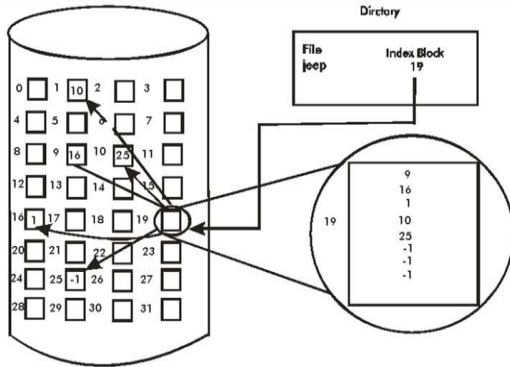 Dirctory
File
jeep
Index Block
19
0 1 10 2 3
4 5 6 7
8 9 16 10 25 11
12 13 14 15
16 1 17 18 19
20 21 22 23
24 25 -1 26 27
28 29 30 31
19
9
16
1
10
25
-1
-1
-1